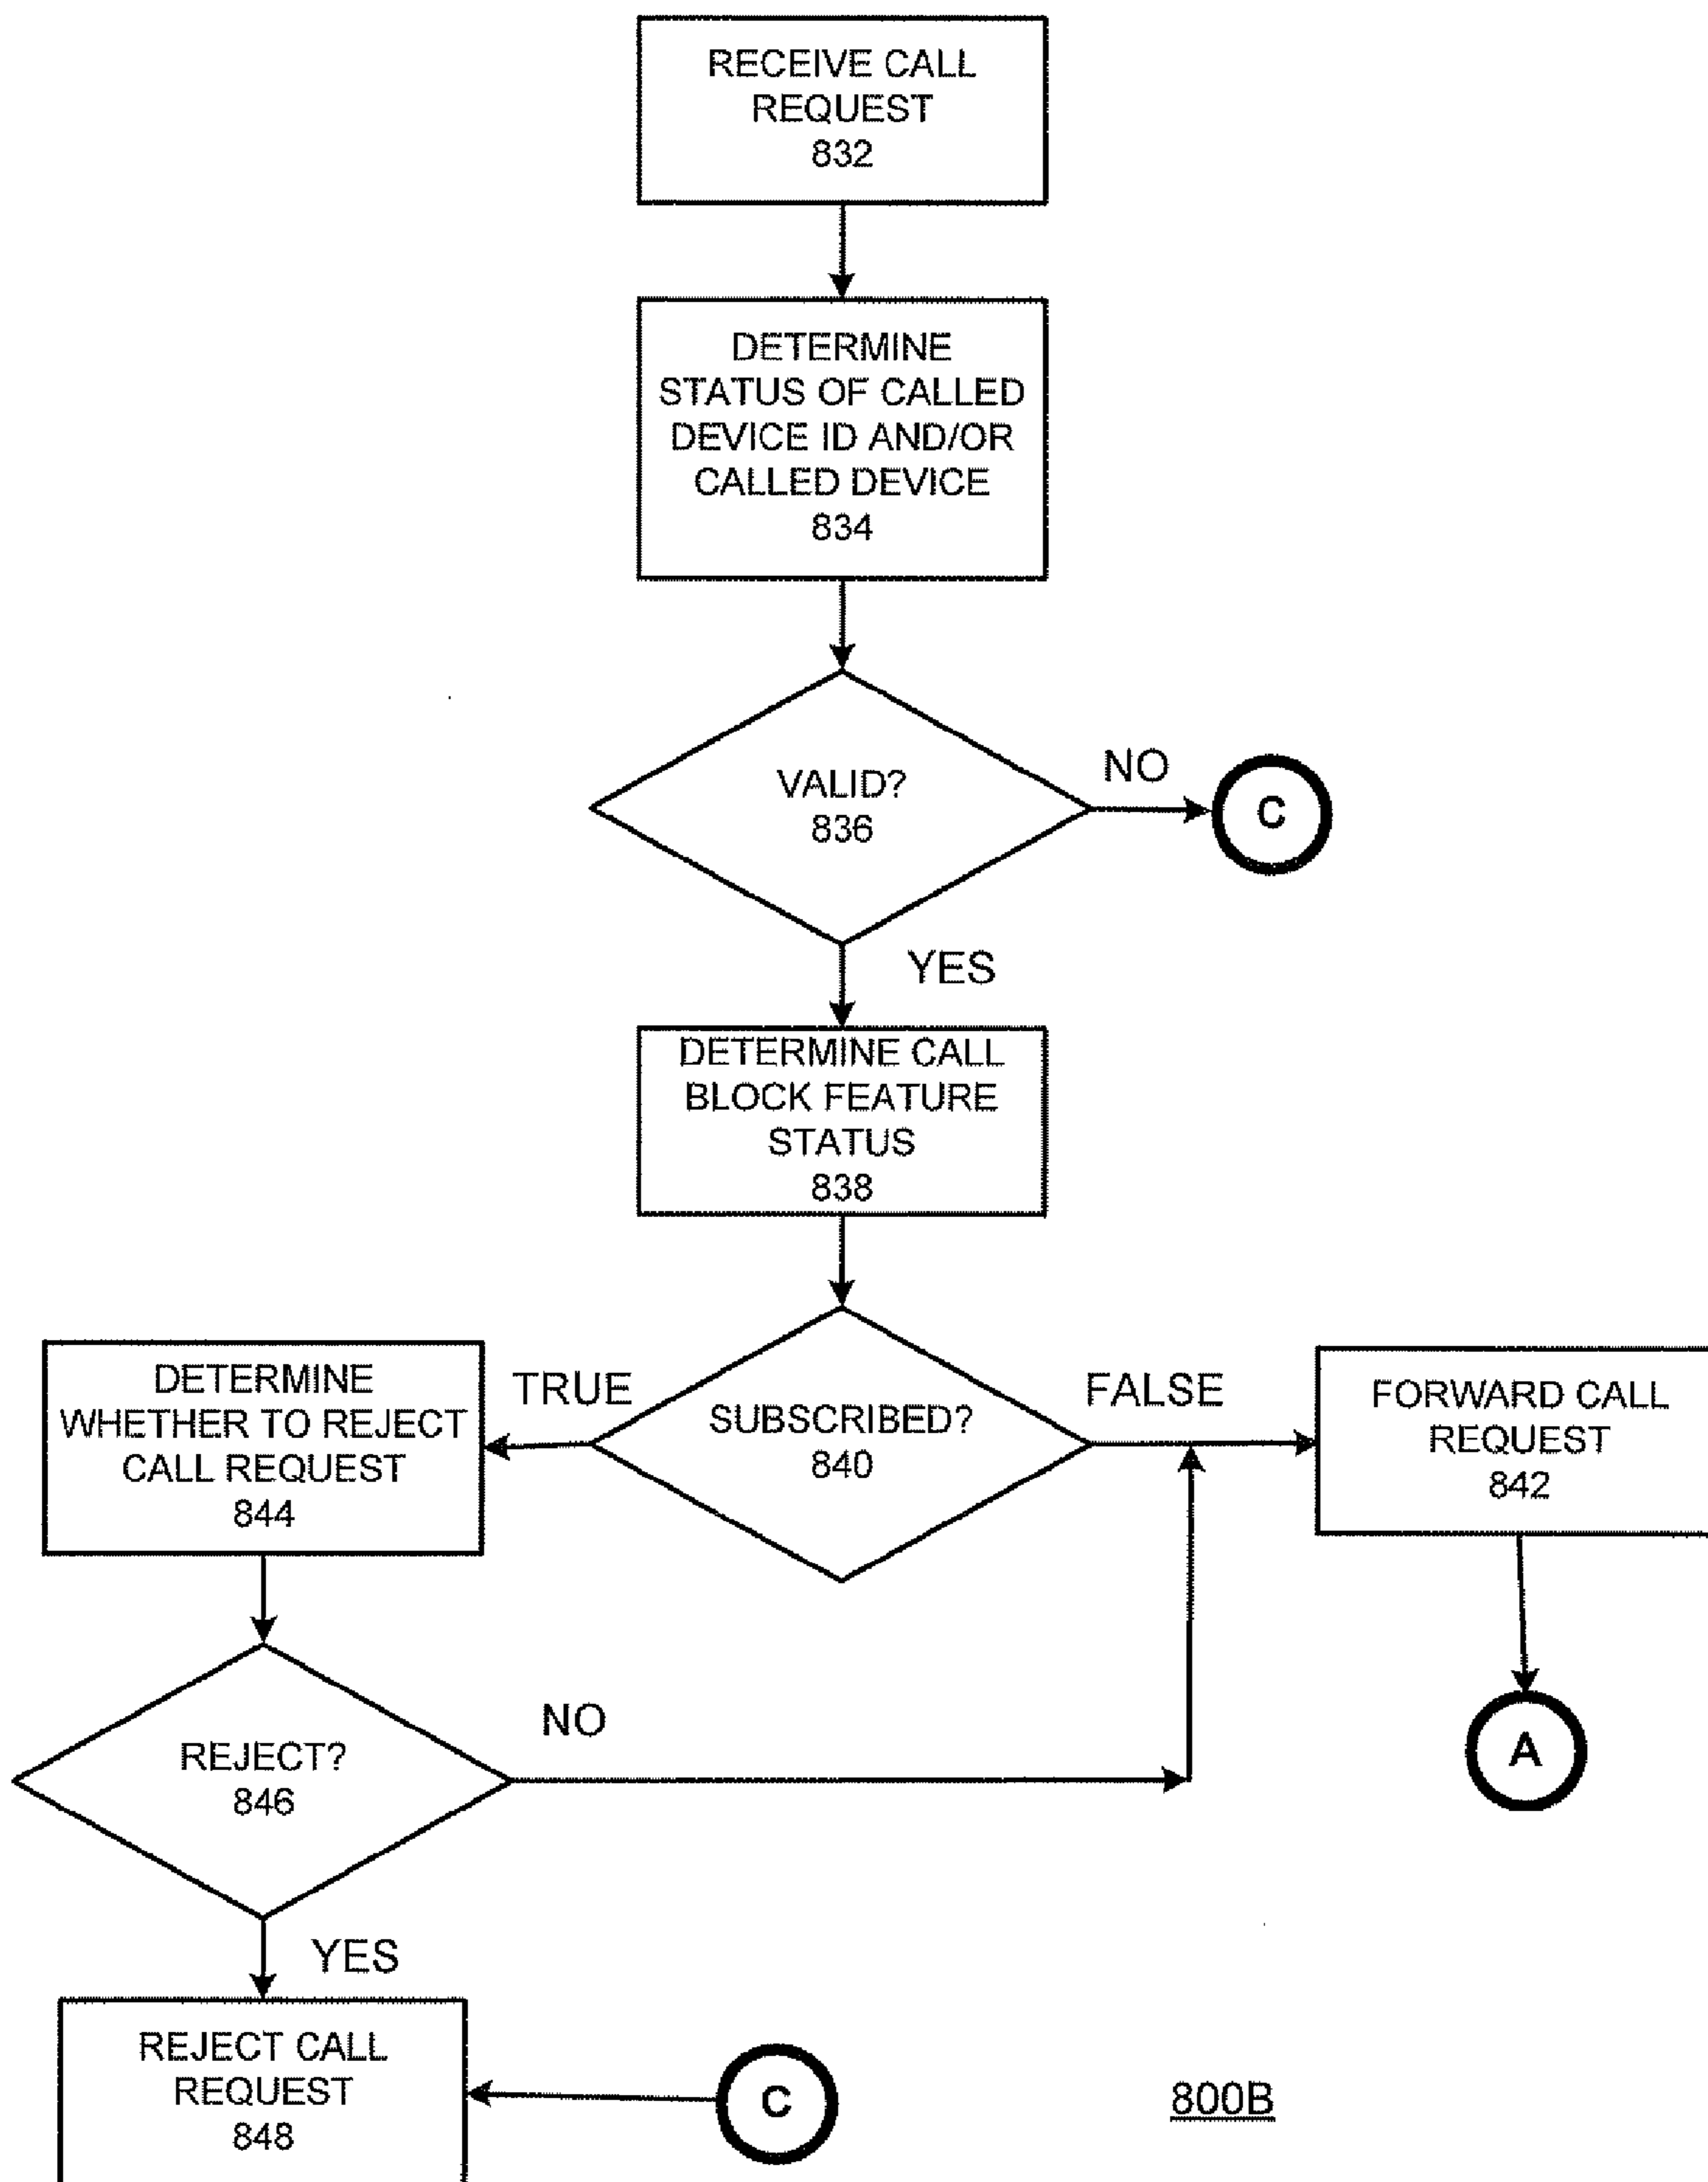 RECEIVE CALL
REQUEST
832
DETERMINE
STATUS OF CALLED
DEVICE ID AND/OR
CALLED DEVICE
834
VALID?
836
NO
C
YES
DETERMINE CALL
BLOCK FEATURE
STATUS
838
SUBSCRIBED?
840
TRUE
FALSE
DETERMINE
WHETHER TO REJECT
CALL REQUEST
844
FORWARD CALL
REQUEST
842
A
REJECT?
846
NO
YES
REJECT CALL
REQUEST
848
C
800B